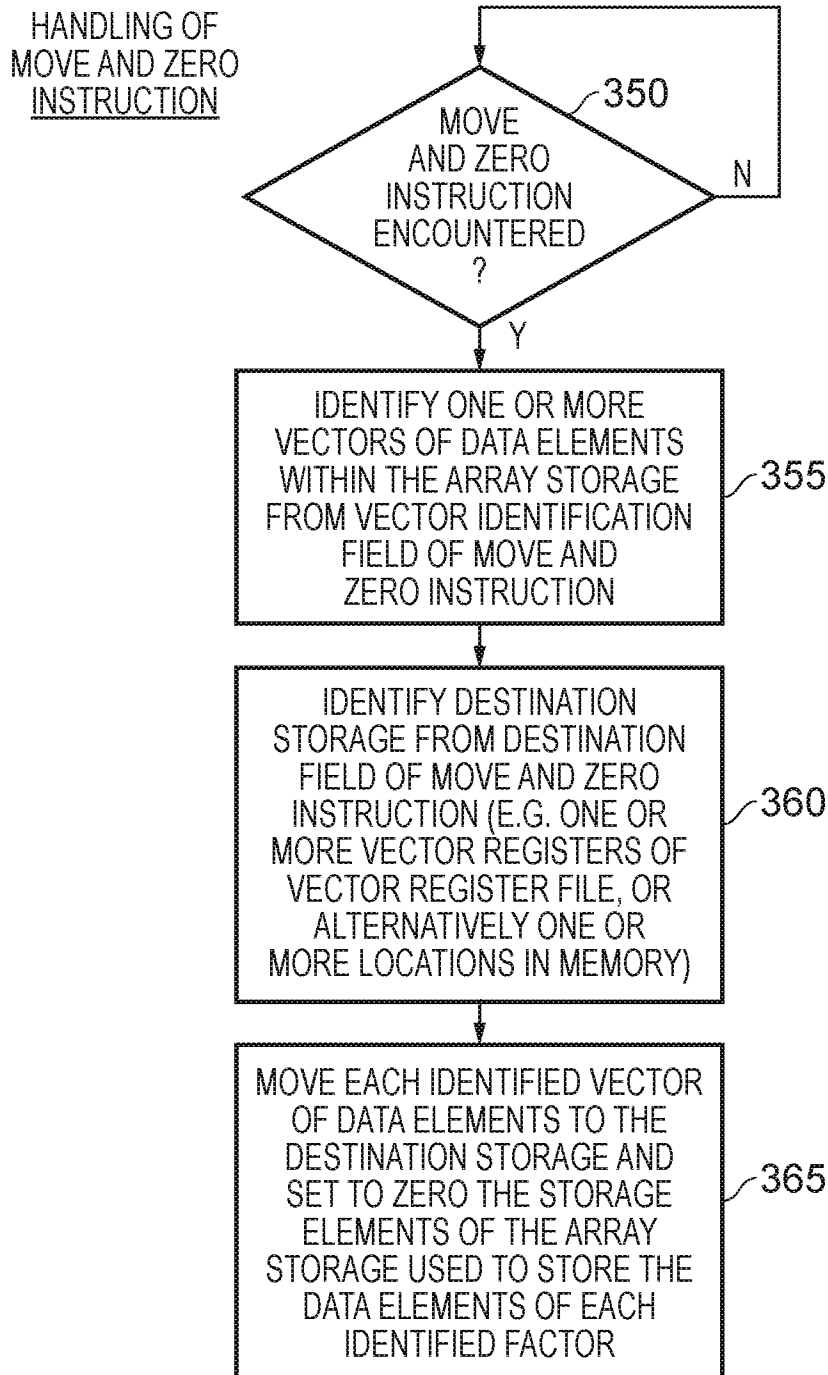 HANDLING OF
MOVE AND ZERO
INSTRUCTION
350
MOVE
AND ZERO
INSTRUCTION
ENCOUNTERED
?
N
Y
IDENTIFY ONE OR MORE
VECTORS OF DATA ELEMENTS
WITHIN THE ARRAY STORAGE
FROM VECTOR IDENTIFICATION
FIELD OF MOVE AND
ZERO INSTRUCTION
355
IDENTIFY DESTINATION
STORAGE FROM DESTINATION
FIELD OF MOVE AND ZERO
INSTRUCTION (E.G. ONE OR
MORE VECTOR REGISTERS OF
VECTOR REGISTER FILE, OR
ALTERNATIVELY ONE OR
MORE LOCATIONS IN MEMORY)
360
MOVE EACH IDENTIFIED VECTOR
OF DATA ELEMENTS TO THE
DESTINATION STORAGE AND
SET TO ZERO THE STORAGE
ELEMENTS OF THE ARRAY
STORAGE USED TO STORE THE
DATA ELEMENTS OF EACH
IDENTIFIED FACTOR
365